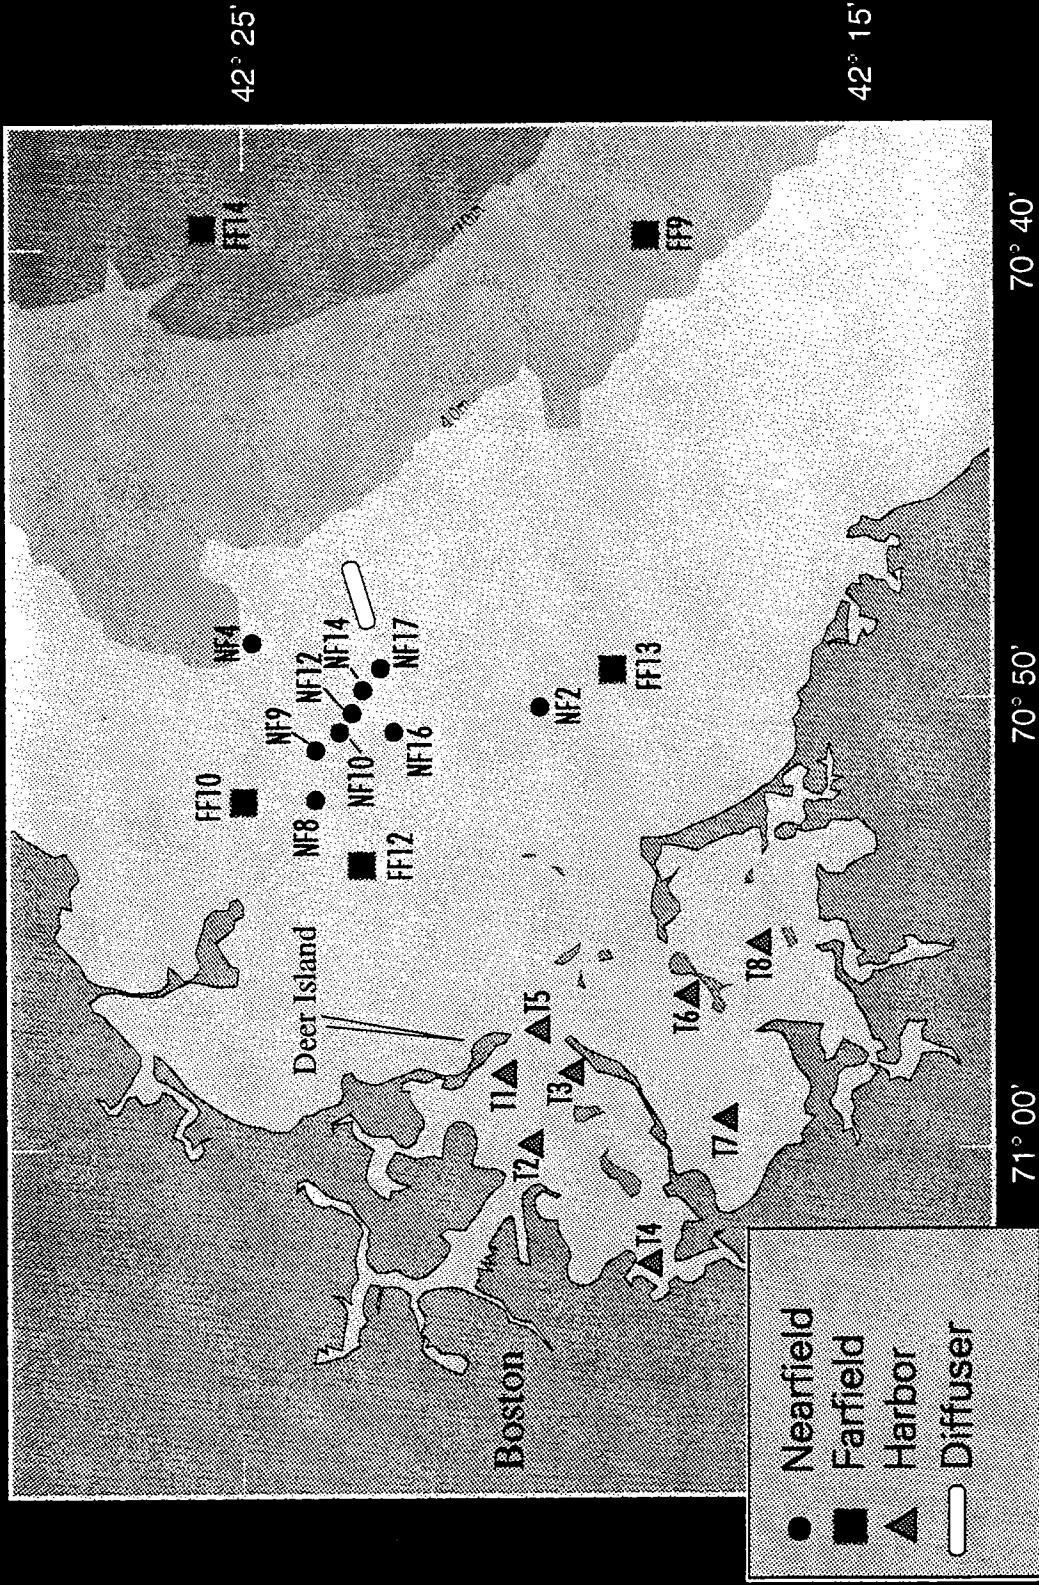 42° 25'
42° 15'
70° 40'
70° 50'
71° 00'
FF14
FF9
70m
40m
NF4
NF14
NF17
NF12
NF9
NF10
NF16
NF8
NF2
FF10
FF12
FF13
Deer Island
T5
T1
T3
T2
T6
T8
T7
T4
Boston
Nearfield
Farfield
Harbor
Diffuser